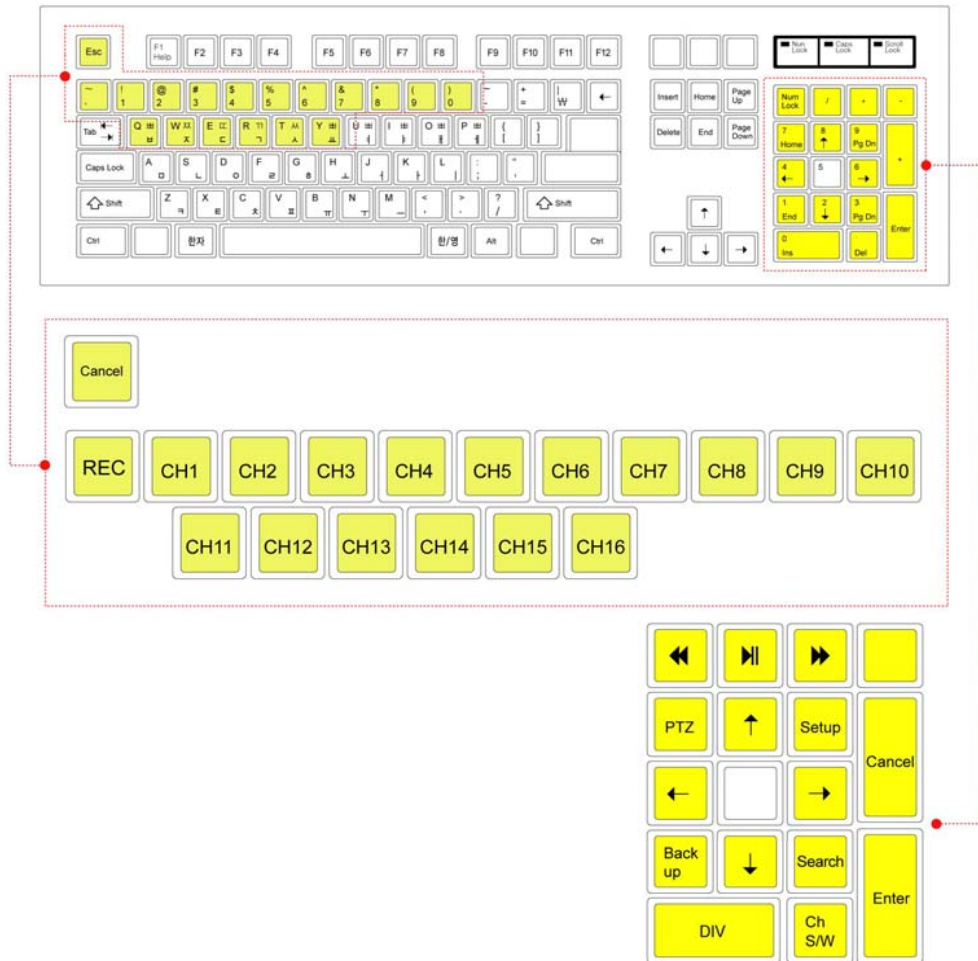 Esc F1 Help F2 F3 F4 F5 F6 F7 F8 F9 F10 F11 F12 Nun Lock Caps Lock Scroll Lock
~ ! @ # $ % ^ & * ( ) - + |
. 1 2 3 4 5 6 7 8 9 0 - = ₩ ← Insert Home Page Up Num Lock / * -
Tab Q ㅃ ㅂ W ㅉ ㅈ E ㄸ ㄷ R ㄲ ㄱ T ㅆ ㅅ Y ㅛ U ㅕ I ㅑ O ㅐ P ㅔ { [ } ] Delete End Page Down 7 Home 8 ↑ 9 Pg Dn +
Caps Lock A ㅁ S ㄴ D ㅇ F ㄹ G ㅎ H ㅗ J ㅓ K ㅏ L ㅣ : ; " ' 4 ← 5 6 →
Shift Z ㅋ X ㅌ C ㅊ V ㅍ B ㅠ N ㅜ M ㅡ < , > . ? / Shift ↑ 1 End 2 ↓ 3 Pg Dn Enter
Ctrl 한자 한/영 Alt Ctrl ← ↓ → 0 Ins . Del
Cancel
REC CH1 CH2 CH3 CH4 CH5 CH6 CH7 CH8 CH9 CH10
CH11 CH12 CH13 CH14 CH15 CH16
PTZ ↑ Setup Cancel
← →
Back up ↓ Search Enter
DIV Ch S/W